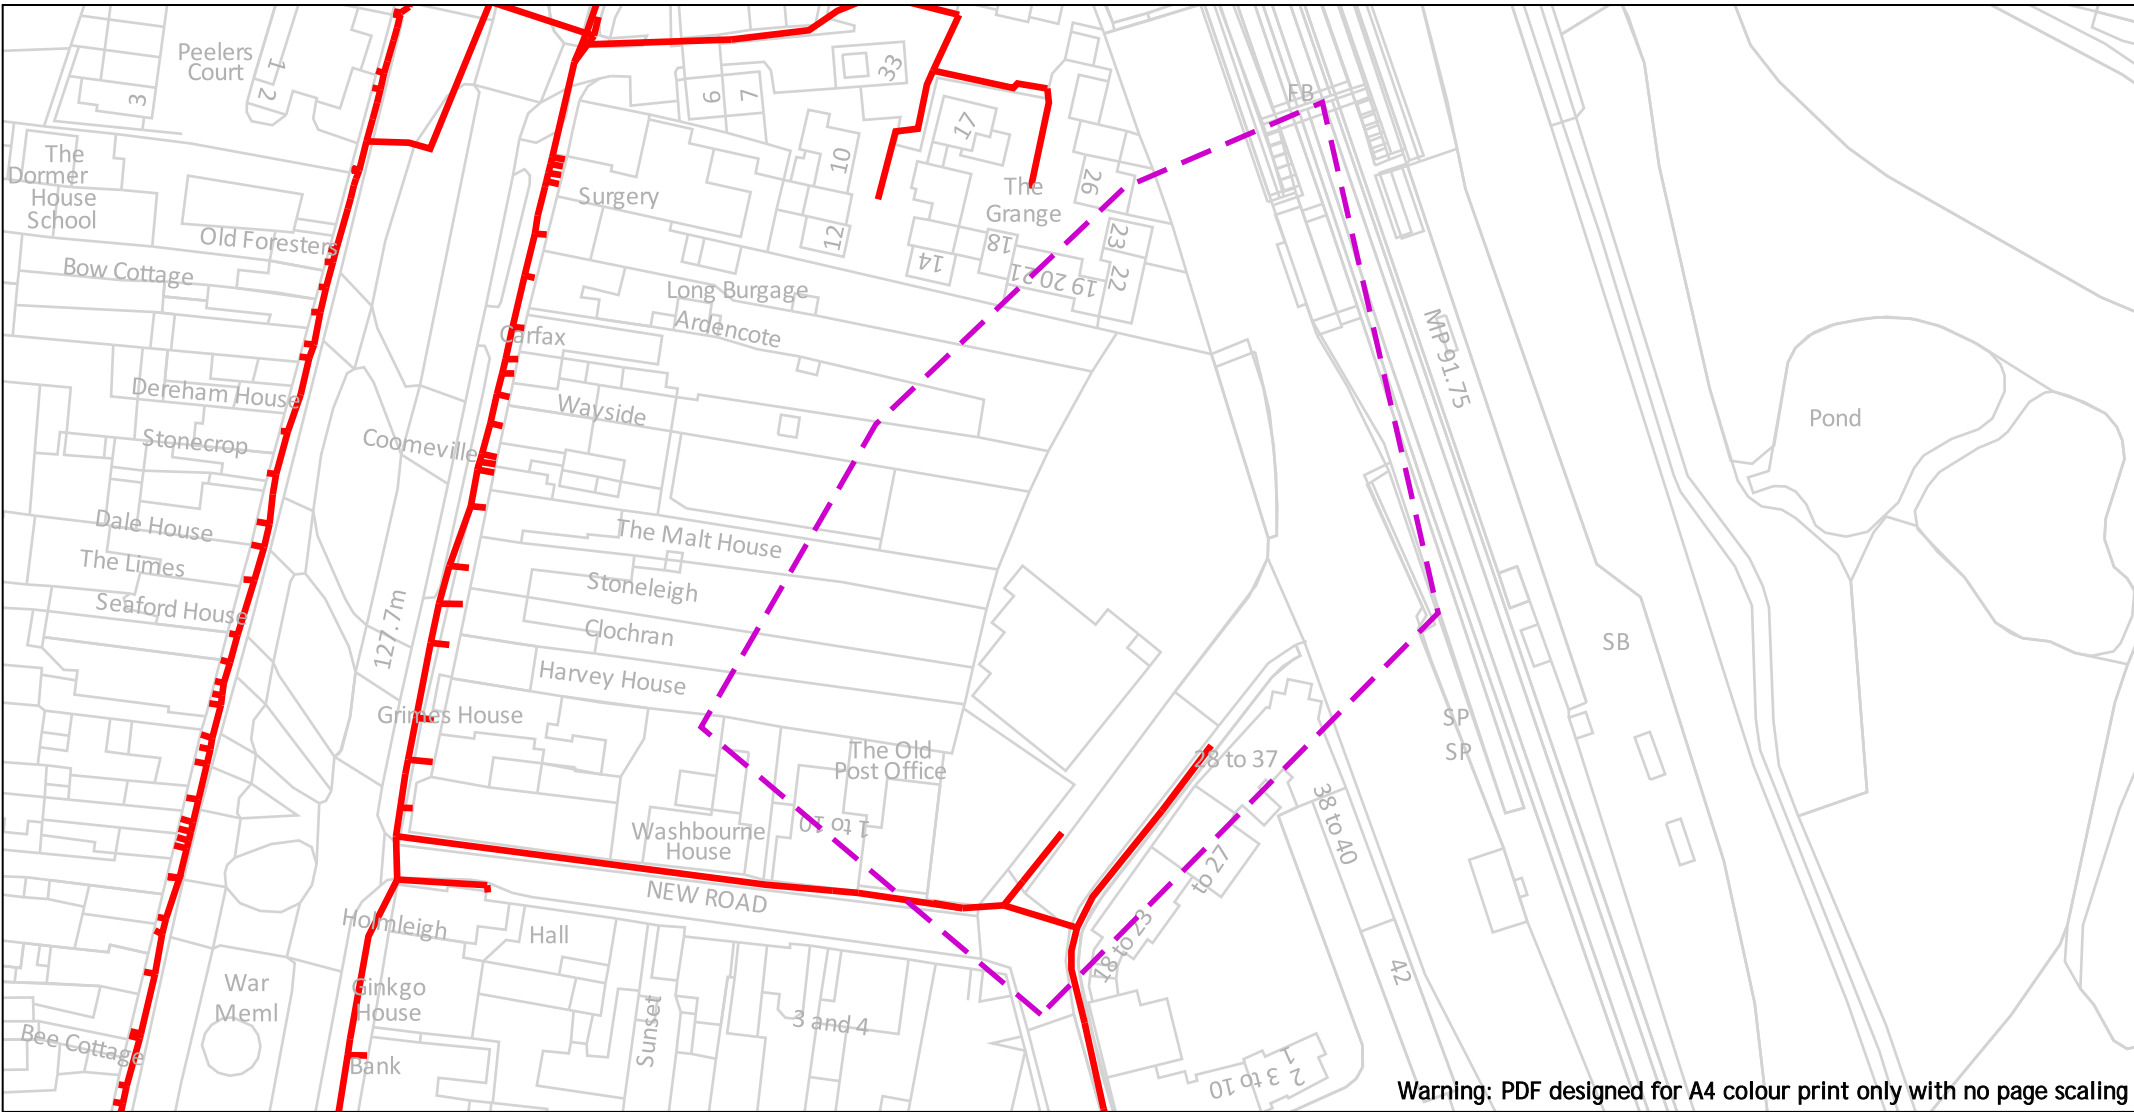 Peelers
Court
1
2
3
33
6
7
FB
17
10
The
Dormer
House
School
Surgery
The
Grange
26
12
18
14
23
22
21
20
19
Old Foresters
Bow Cottage
Long Burgage
Ardencote
Carfax
MP 91.75
Dereham House
Wayside
Pond
Stonecrop
Coomeville
Dale House
The Malt House
The Limes
Stoneleigh
Seaford House
Clochran
127.7m
SB
Harvey House
Grimes House
SP
SP
The Old
Post Office
28 to 37
38 to 40
1 to 10
Washbourne
House
to 27
NEW ROAD
Holmleigh
Hall
18 to 23
42
War
Meml
Ginkgo
House
Sunset
3 and 4
Bee Cottage
Bank
1
2
3 to 10
Warning: PDF designed for A4 colour print only with no page scaling